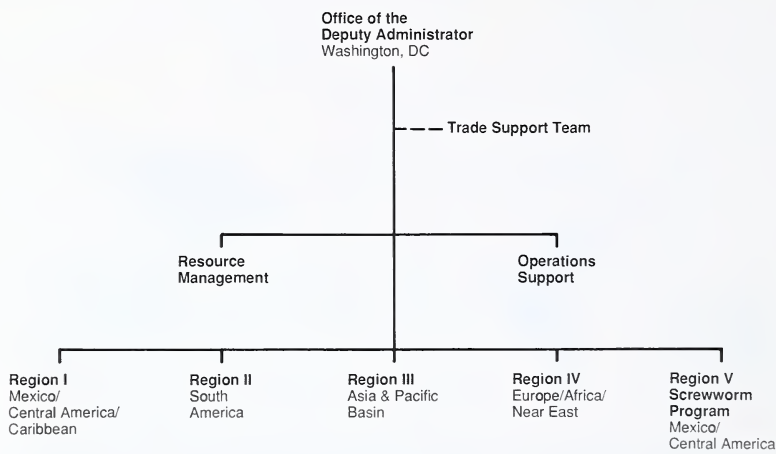 Office of the
Deputy Administrator
Washington, DC
Trade Support Team
Resource
Management
Operations
Support
Region I
Mexico/
Central America/
Caribbean
Region II
South
America
Region III
Asia & Pacific
Basin
Region IV
Europe/Africa/
Near East
Region V
Screwworm
Program
Mexico/
Central America